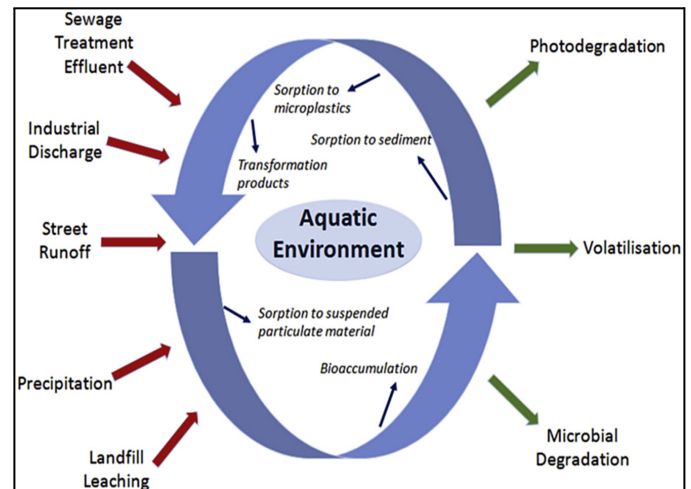 Sewage
Treatment
Effluent
Industrial
Discharge
Street
Runoff
Precipitation
Landfill
Leaching
Sorption to
microplastics
Sorption to sediment
Transformation
products
Aquatic
Environment
Sorption to suspended
particulate material
Bioaccumulation
Photodegradation
Volatilisation
Microbial
Degradation